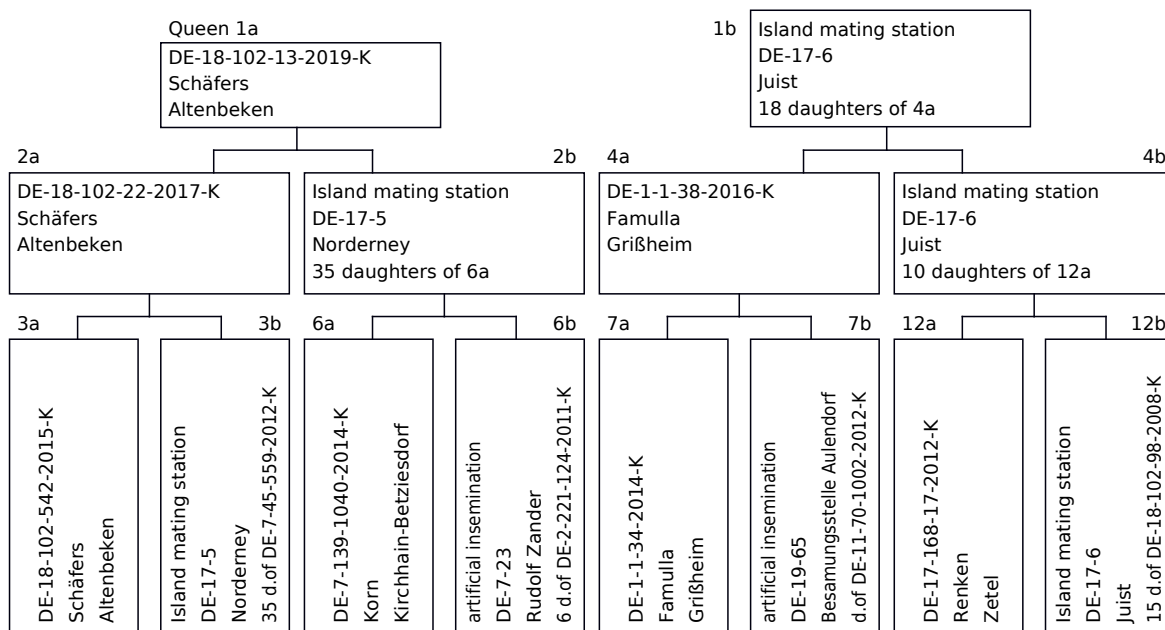 Queen 1a
DE-18-102-13-2019-K
Schäfers
Altenbeken
1b
Island mating station
DE-17-6
Juist
18 daughters of 4a
2a
DE-18-102-22-2017-K
Schäfers
Altenbeken
2b
Island mating station
DE-17-5
Norderney
35 daughters of 6a
4a
DE-1-1-38-2016-K
Famulla
Grißheim
4b
Island mating station
DE-17-6
Juist
10 daughters of 12a
3a
DE-18-102-542-2015-K
Schäfers
Altenbeken
3b
Island mating station
DE-17-5
Norderney
35 d.of DE-7-45-559-2012-K
6a
DE-7-139-1040-2014-K
Korn
Kirchhain-Betziesdorf
6b
artificial insemination
DE-7-23
Rudolf Zander
6 d.of DE-2-221-124-2011-K
7a
DE-1-1-34-2014-K
Famulla
Grißheim
7b
artificial insemination
DE-19-65
Besamungsstelle Aulendorf
d.of DE-11-70-1002-2012-K
12a
DE-17-168-17-2012-K
Renken
Zetel
12b
Island mating station
DE-17-6
Juist
15 d.of DE-18-102-98-2008-K